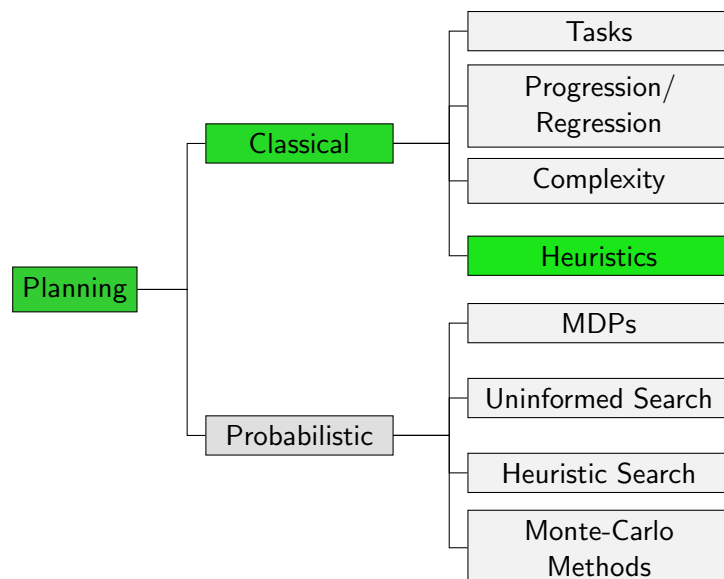 Planning
Classical
Tasks
Progression/
Regression
Complexity
Heuristics
Probabilistic
MDPs
Uninformed Search
Heuristic Search
Monte-Carlo
Methods